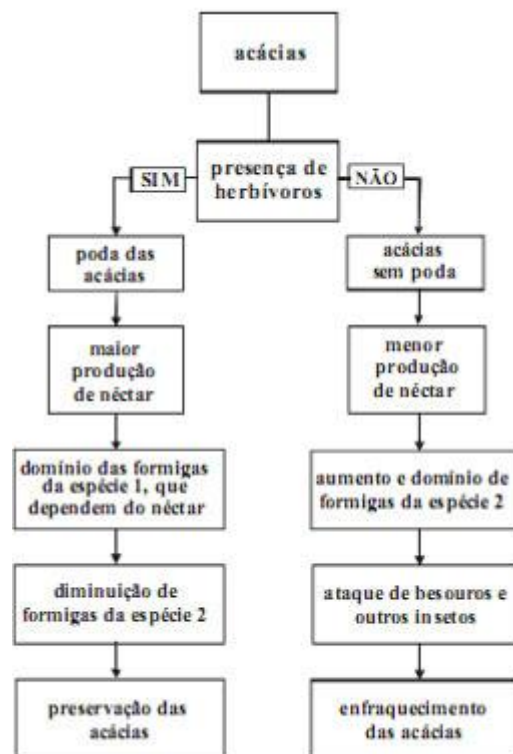 acácias
presença de
herbívoros
SIM
NÃO
poda das
acácias
maior
produção
de néctar
domínio das formigas
da espécie 1, que
dependem do néctar
diminuição de
formigas da espécie 2
preservação das
acácias
acácias
sem poda
menor
produção
de néctar
aumento e domínio de
formigas da espécie 2
ataque de besouros e
outros insetos
enfraquecimento
das acácias